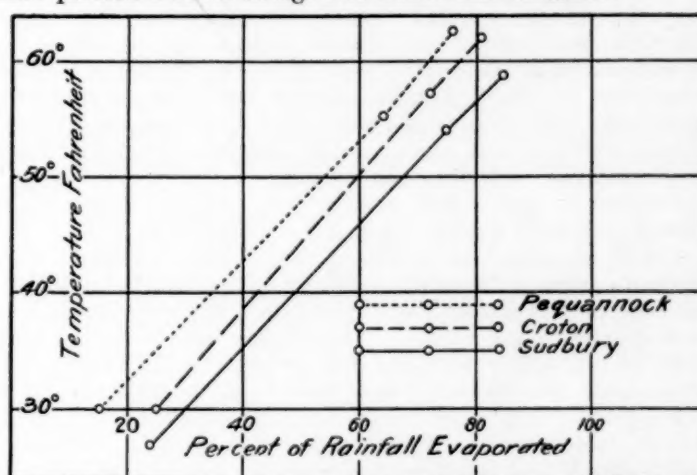 60°
50°
Temperature Fahrenheit
40°
Pequannock
Croton
Sudbury
30°
20 40 60 80 100
Percent of Rainfall Evaporated